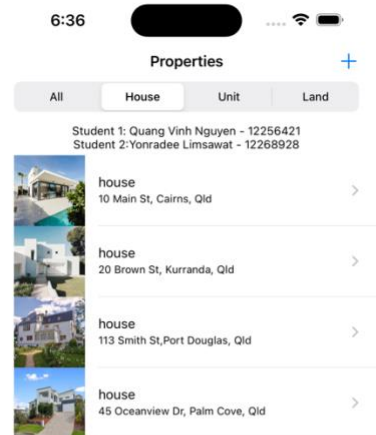 6:36
Properties
+
All House Unit Land
Student 1: Quang Vinh Nguyen - 12256421
Student 2:Yonradee Limsawat - 12268928
house
10 Main St, Cairns, Qld
house
20 Brown St, Kurranda, Qld
house
113 Smith St,Port Douglas, Qld
house
45 Oceanview Dr, Palm Cove, Qld